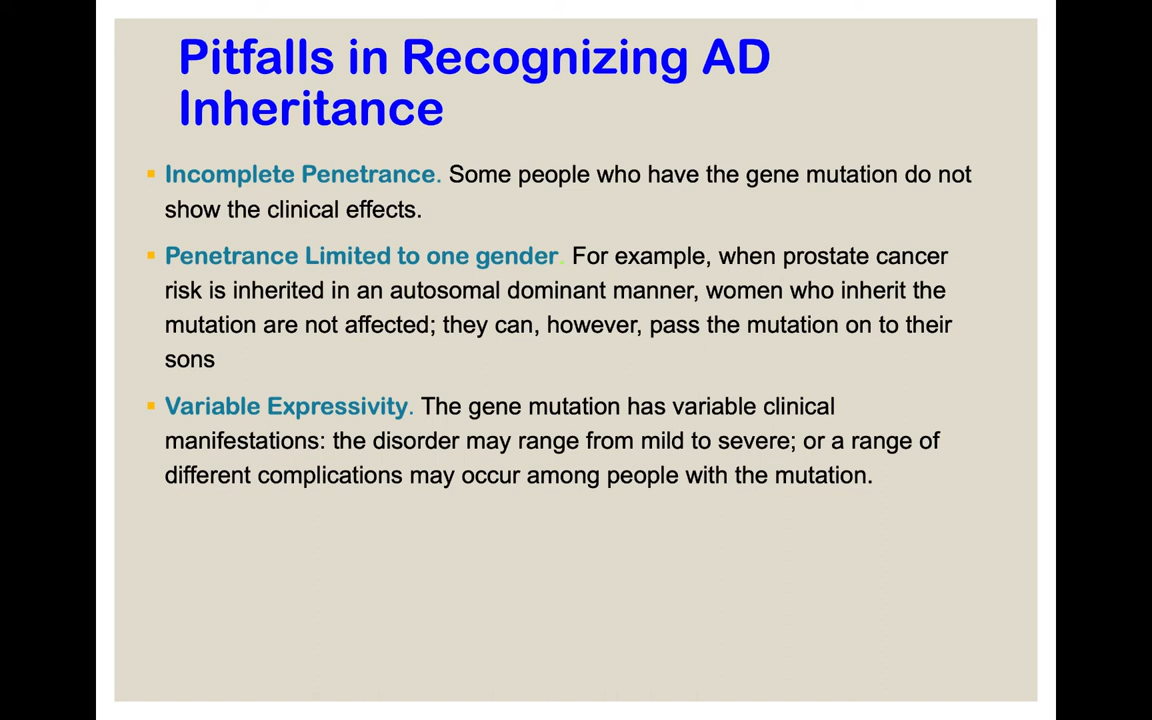 Pitfalls in Recognizing AD
Inheritance
▪ Incomplete Penetrance. Some people who have the gene mutation do not
show the clinical effects.
▪ Penetrance Limited to one gender. For example, when prostate cancer
risk is inherited in an autosomal dominant manner, women who inherit the
mutation are not affected; they can, however, pass the mutation on to their
sons
▪ Variable Expressivity. The gene mutation has variable clinical
manifestations: the disorder may range from mild to severe; or a range of
different complications may occur among people with the mutation.